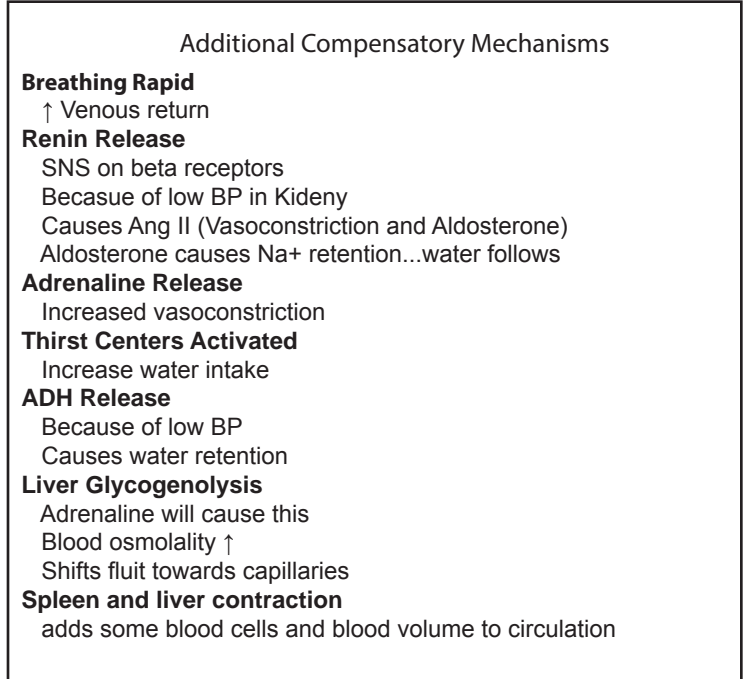 Additional Compensatory Mechanisms
Breathing Rapid
↑ Venous return
Renin Release
SNS on beta receptors
Becasue of low BP in Kideny
Causes Ang II (Vasoconstriction and Aldosterone)
Aldosterone causes Na+ retention...water follows
Adrenaline Release
Increased vasoconstriction
Thirst Centers Activated
Increase water intake
ADH Release
Because of low BP
Causes water retention
Liver Glycogenolysis
Adrenaline will cause this
Blood osmolality ↑
Shifts fluit towards capillaries
Spleen and liver contraction
adds some blood cells and blood volume to circulation